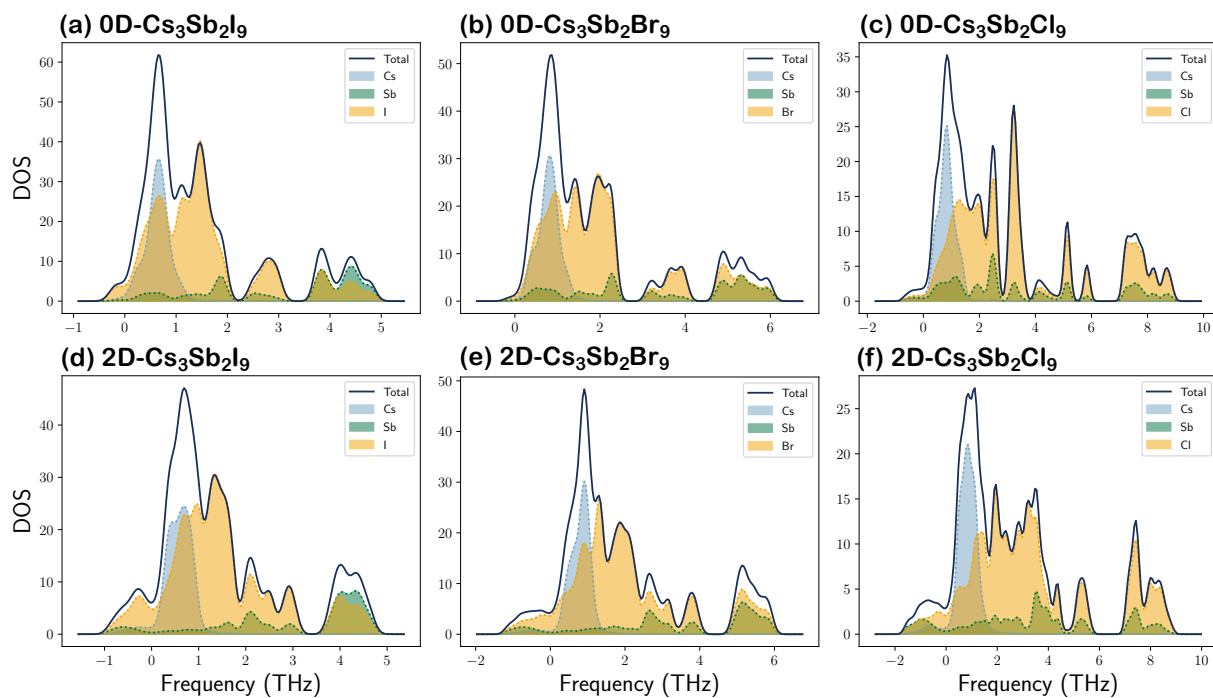 (a) 0D-Cs₃Sb₂I₉
(b) 0D-Cs₃Sb₂Br₉
(c) 0D-Cs₃Sb₂Cl₉
DOS
60
50
40
30
20
10
0
−1
0
1
2
3
4
5
Total
Cs
Sb
I
50
40
30
20
10
0
0
2
4
6
Total
Cs
Sb
Br
35
30
25
20
15
10
5
0
−2
0
2
4
6
8
10
Total
Cs
Sb
Cl
(d) 2D-Cs₃Sb₂I₉
(e) 2D-Cs₃Sb₂Br₉
(f) 2D-Cs₃Sb₂Cl₉
DOS
50
40
30
20
10
0
−1
0
1
2
3
4
5
Total
Cs
Sb
I
Frequency (THz)
50
40
30
20
10
0
−2
0
2
4
6
Total
Cs
Sb
Br
Frequency (THz)
25
20
15
10
5
0
−2
0
2
4
6
8
10
Total
Cs
Sb
Cl
Frequency (THz)